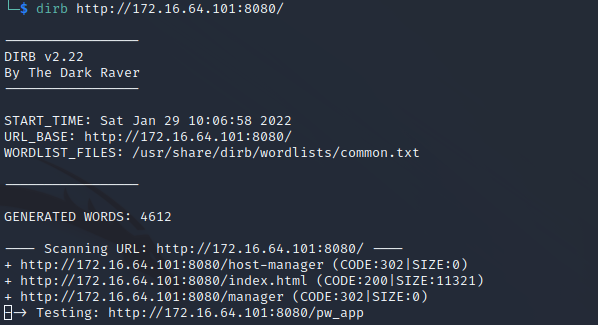 └─$ dirb http://172.16.64.101:8080/
-----------------
DIRB v2.22
By The Dark Raver
-----------------
START_TIME: Sat Jan 29 10:06:58 2022
URL_BASE: http://172.16.64.101:8080/
WORDLIST_FILES: /usr/share/dirb/wordlists/common.txt
-----------------
GENERATED WORDS: 4612
---- Scanning URL: http://172.16.64.101:8080/ ----
+ http://172.16.64.101:8080/host-manager (CODE:302|SIZE:0)
+ http://172.16.64.101:8080/index.html (CODE:200|SIZE:11321)
+ http://172.16.64.101:8080/manager (CODE:302|SIZE:0)
--> Testing: http://172.16.64.101:8080/pw_app